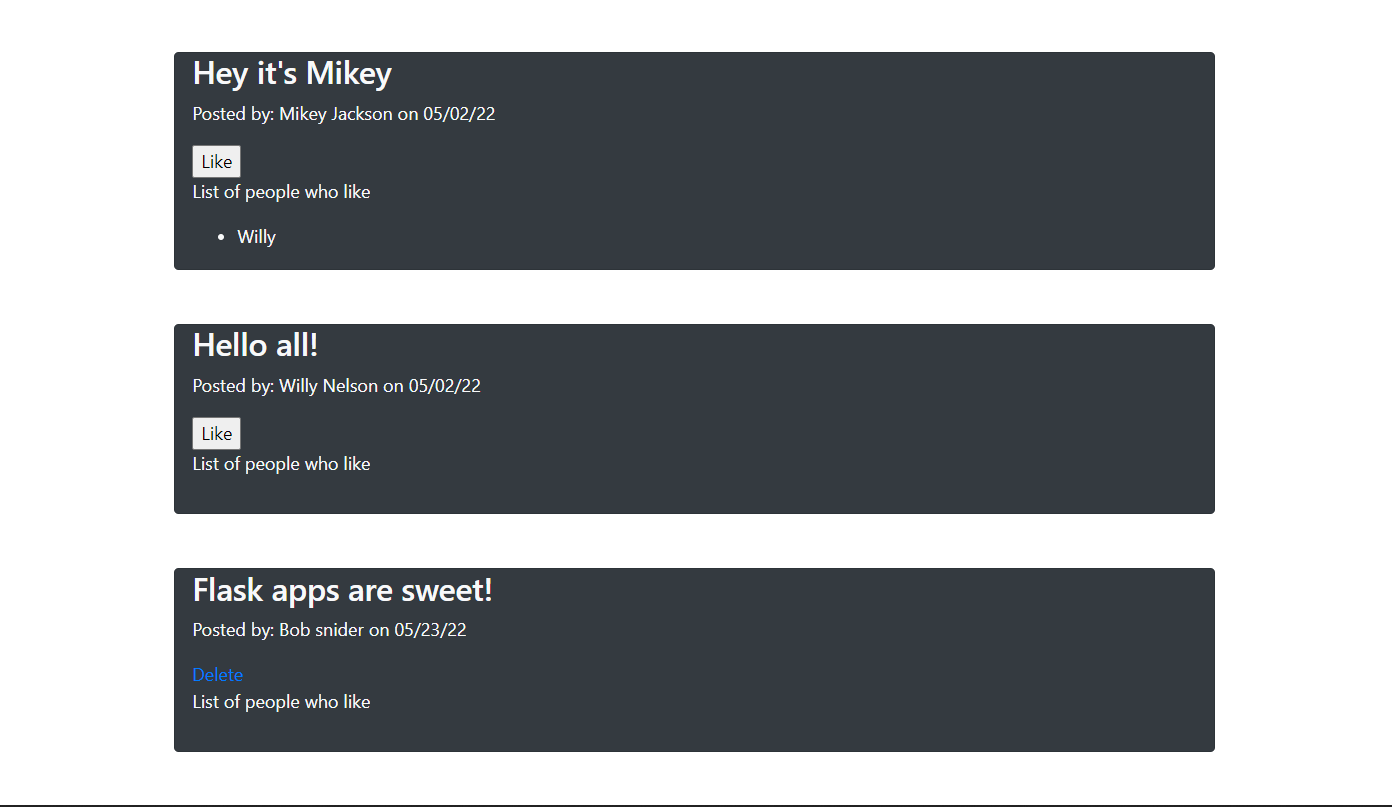 Hey it's Mikey
Posted by: Mikey Jackson on 05/02/22
Like
List of people who like
• Willy
Hello all!
Posted by: Willy Nelson on 05/02/22
Like
List of people who like
Flask apps are sweet!
Posted by: Bob snider on 05/23/22
Delete
List of people who like